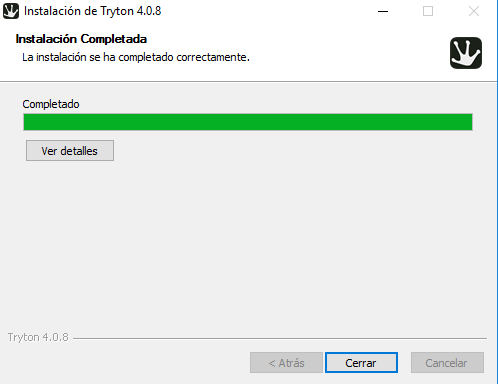 Instalación de Tryton 4.0.8
Instalación Completada
La instalación se ha completado correctamente.
Completado
Ver detalles
Tryton 4.0.8
< Atrás
Cerrar
Cancelar